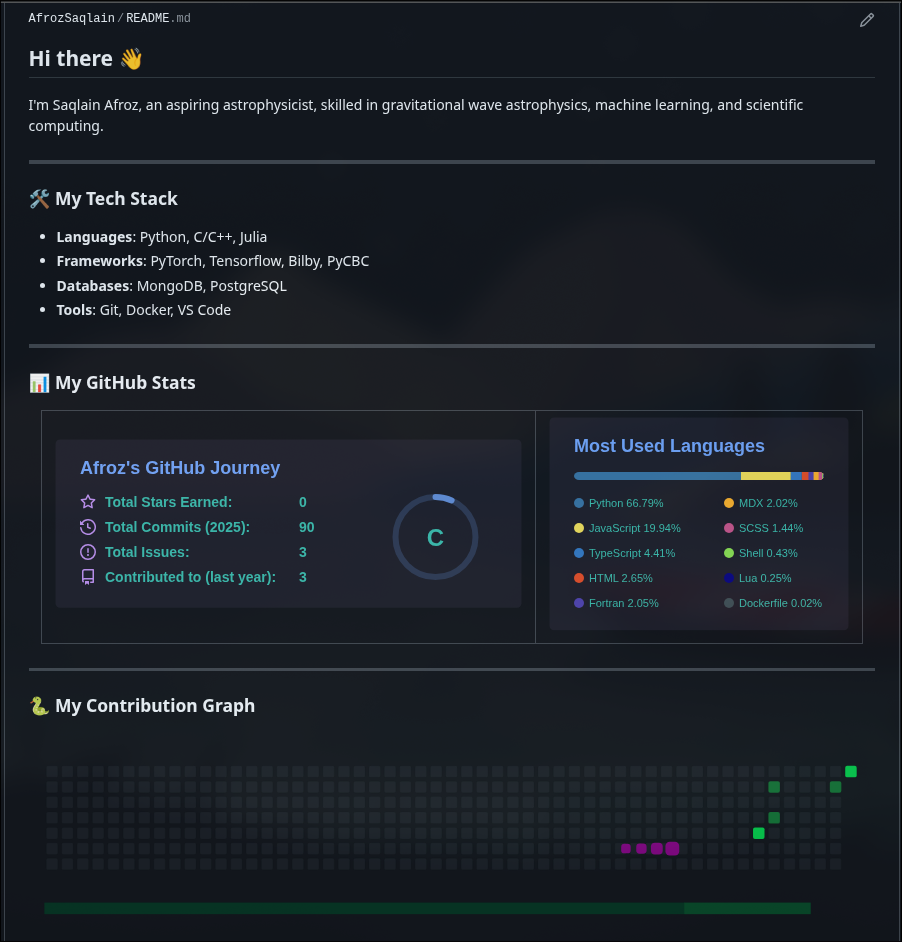 AfrozSaqlain/README.md
Hi there 👋
I'm Saqlain Afroz, an aspiring astrophysicist, skilled in gravitational wave astrophysics, machine learning, and scientific
computing.
🛠️ My Tech Stack
• Languages: Python, C/C++, Julia
• Frameworks: PyTorch, Tensorflow, Bilby, PyCBC
• Databases: MongoDB, PostgreSQL
• Tools: Git, Docker, VS Code
📊 My GitHub Stats
Afroz's GitHub Journey
Total Stars Earned: 0
Total Commits (2025): 90
Total Issues: 3
Contributed to (last year): 3
C
Most Used Languages
Python 66.79%
JavaScript 19.94%
TypeScript 4.41%
HTML 2.65%
Fortran 2.05%
MDX 2.02%
SCSS 1.44%
Shell 0.43%
Lua 0.25%
Dockerfile 0.02%
🐍 My Contribution Graph